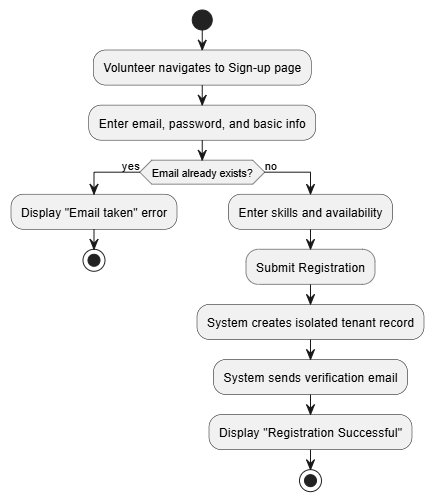 Volunteer navigates to Sign-up page
Enter email, password, and basic info
yes
Email already exists?
no
Display "Email taken" error
Enter skills and availability
Submit Registration
System creates isolated tenant record
System sends verification email
Display "Registration Successful"